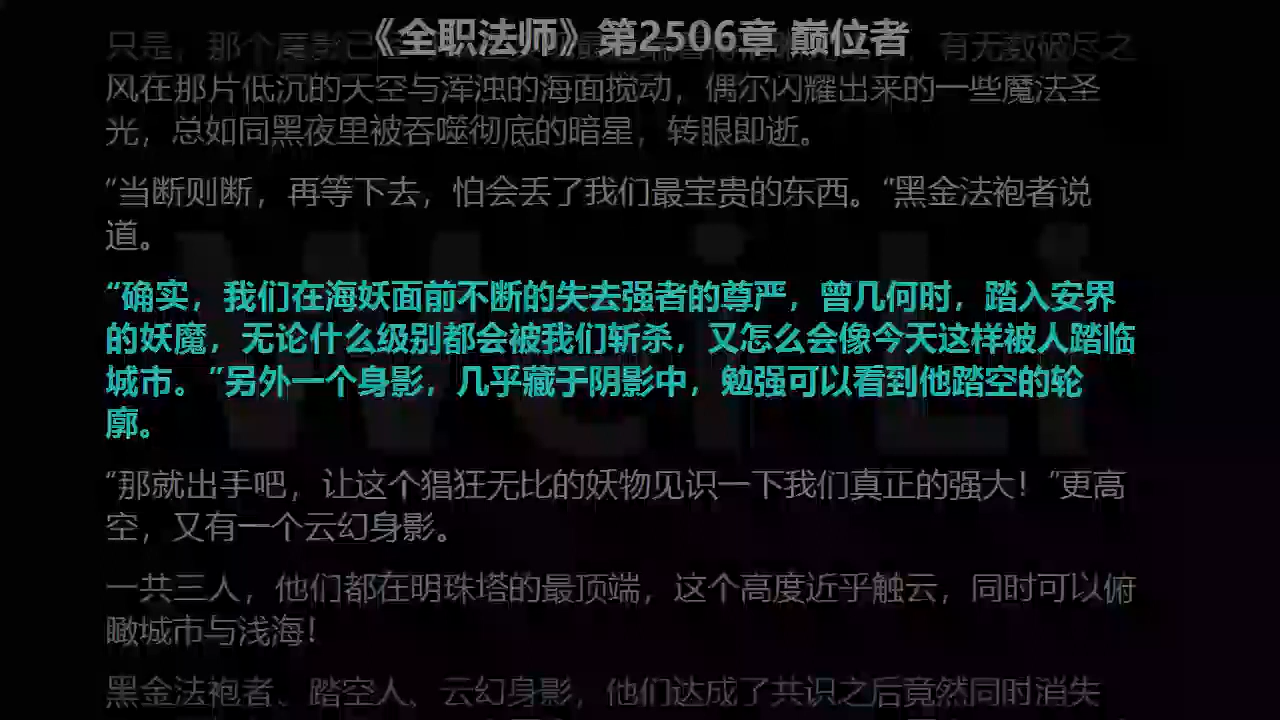 《全职法师》第2506章 巅位者
只是，那个魔影已 有无数破尽之
风在那片低沉的天空与浑浊的海面搅动，偶尔闪耀出来的一些魔法圣
光，总如同黑夜里被吞噬彻底的暗星，转眼即逝。
“当断则断，再等下去，怕会丢了我们最宝贵的东西。”黑金法袍者说
道。
“确实，我们在海妖面前不断的失去强者的尊严，曾几何时，踏入安界
的妖魔，无论什么级别都会被我们斩杀，又怎么会像今天这样被人踏临
城市。”另外一个身影，几乎藏于阴影中，勉强可以看到他踏空的轮
廓。
“那就出手吧，让这个猖狂无比的妖物见识一下我们真正的强大！”更高
空，又有一个云幻身影。
一共三人，他们都在明珠塔的最顶端，这个高度近乎触云，同时可以俯
瞰城市与浅海！
黑金法袍者、踏空人、云幻身影，他们达成了共识之后竟然同时消失
Wei Li